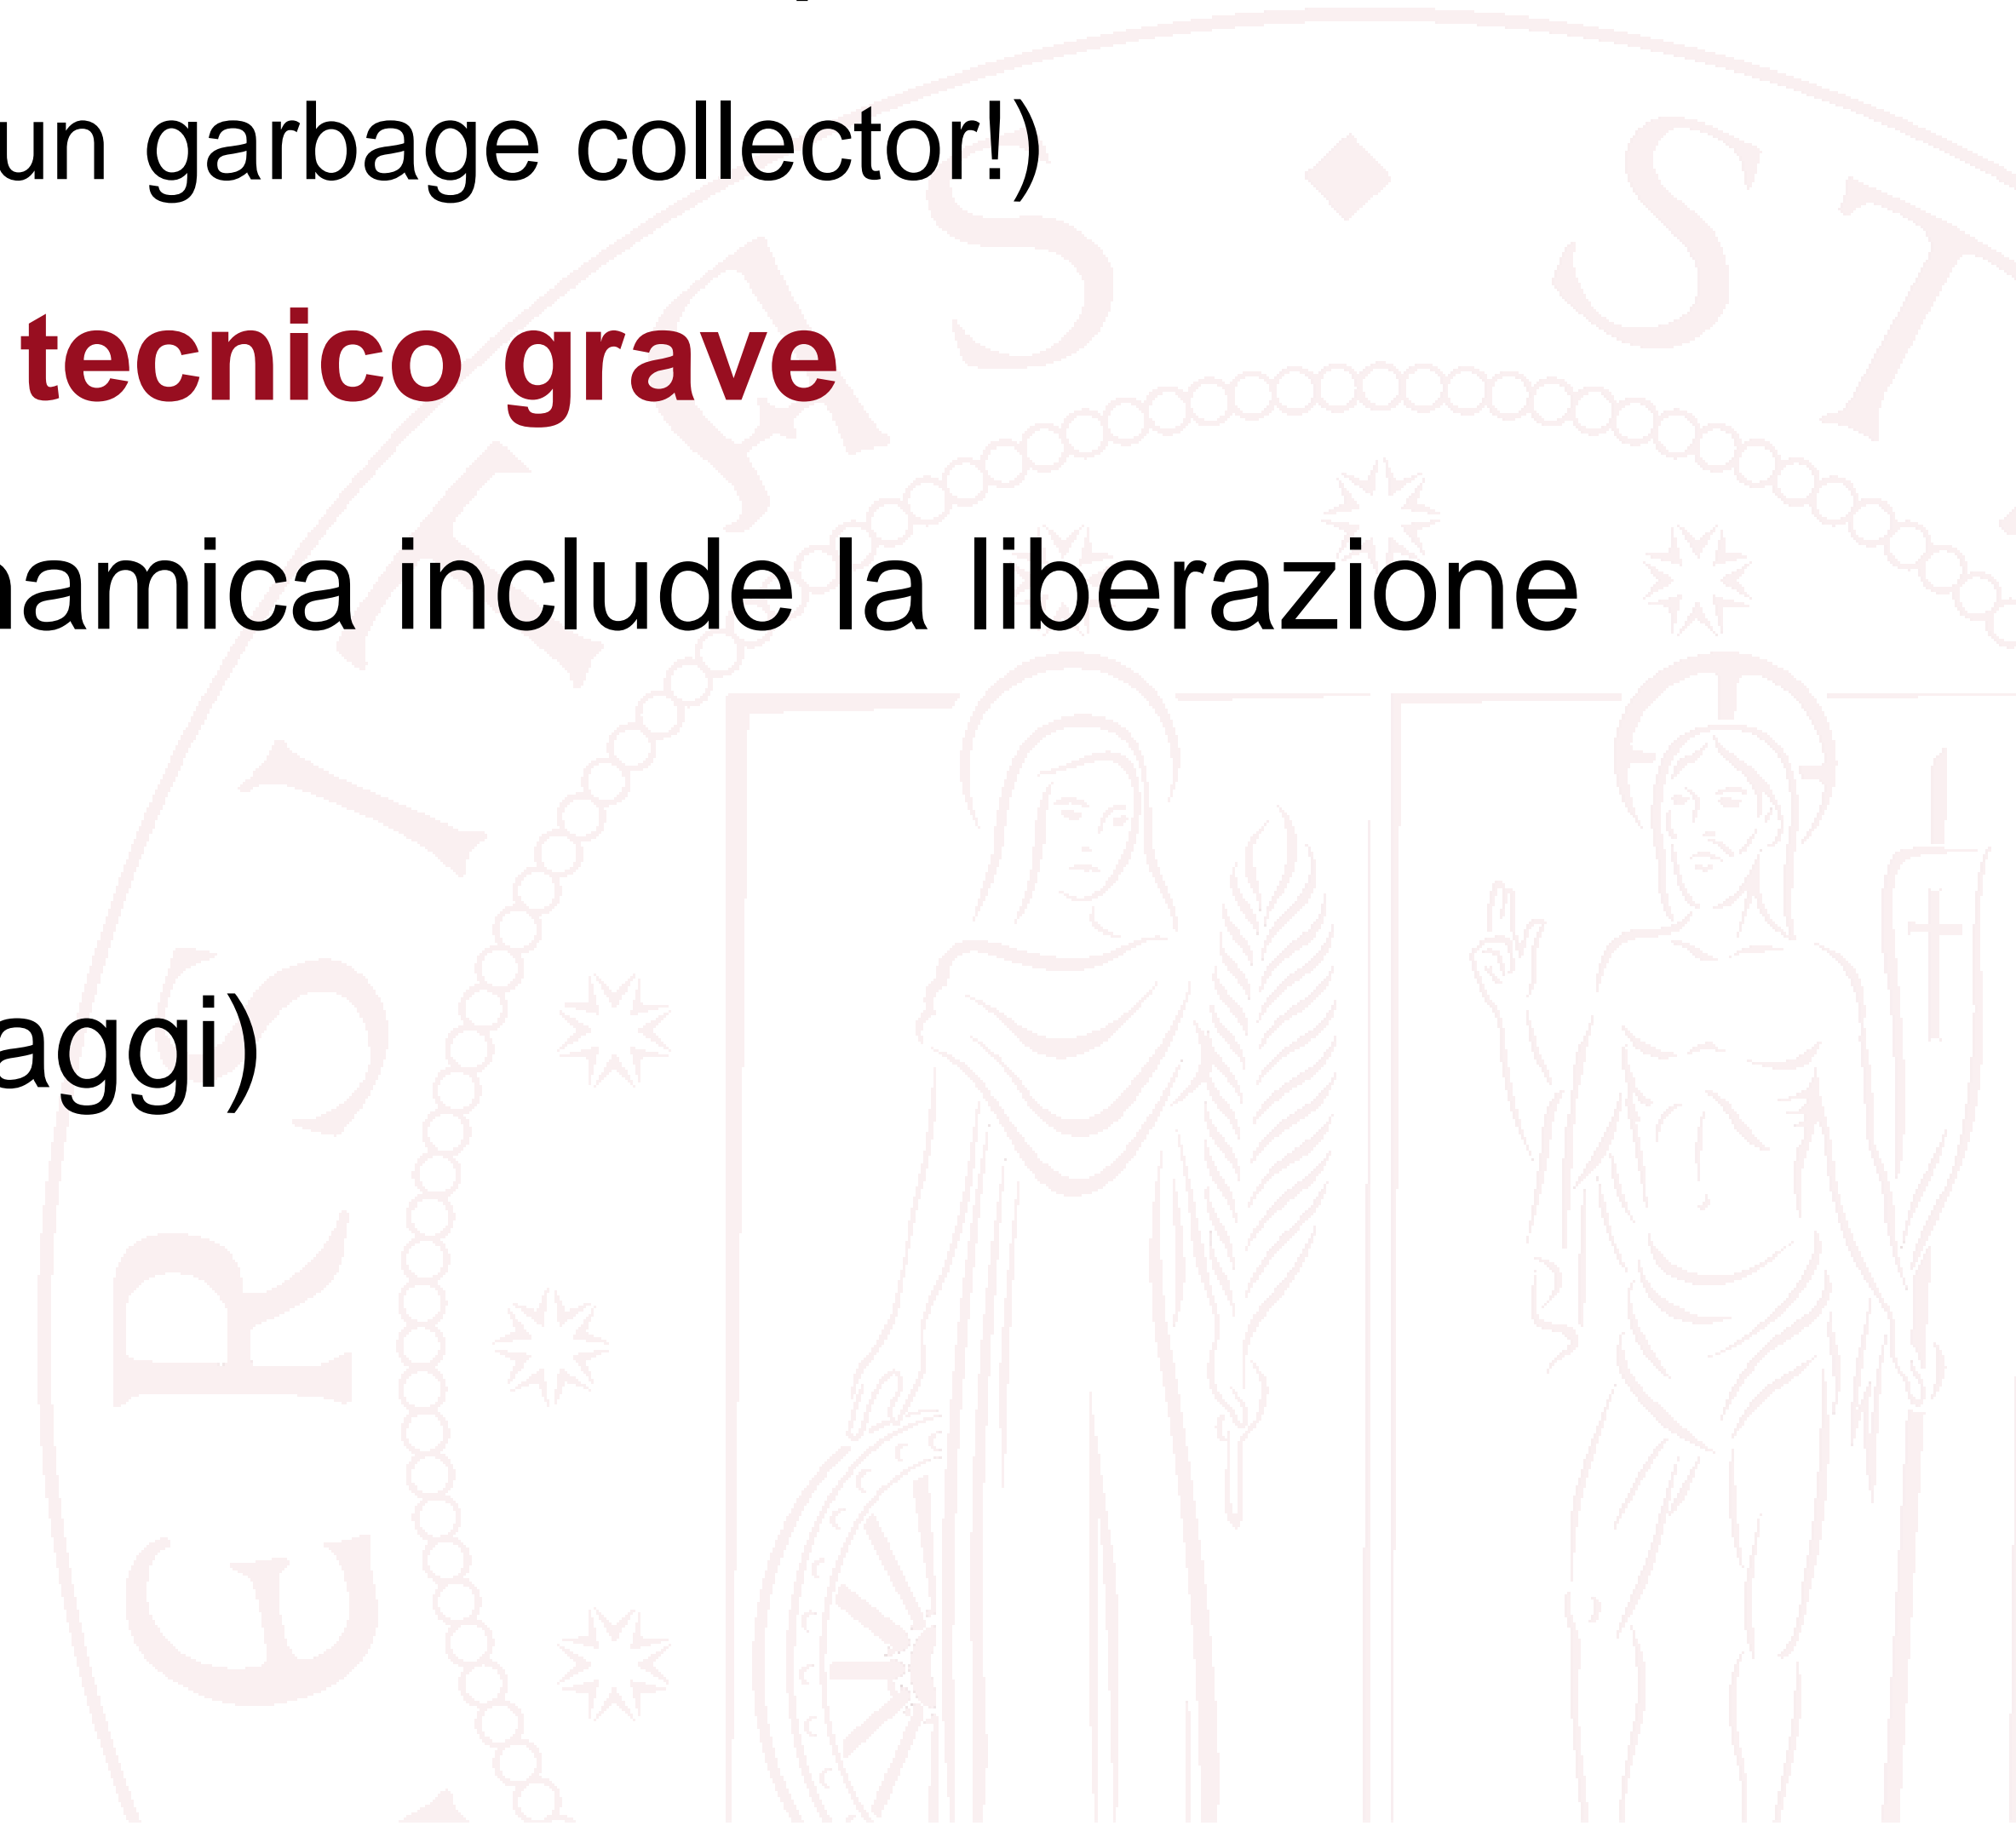 un garbage collector!)
tecnico grave
namica include la liberazione
aggi)